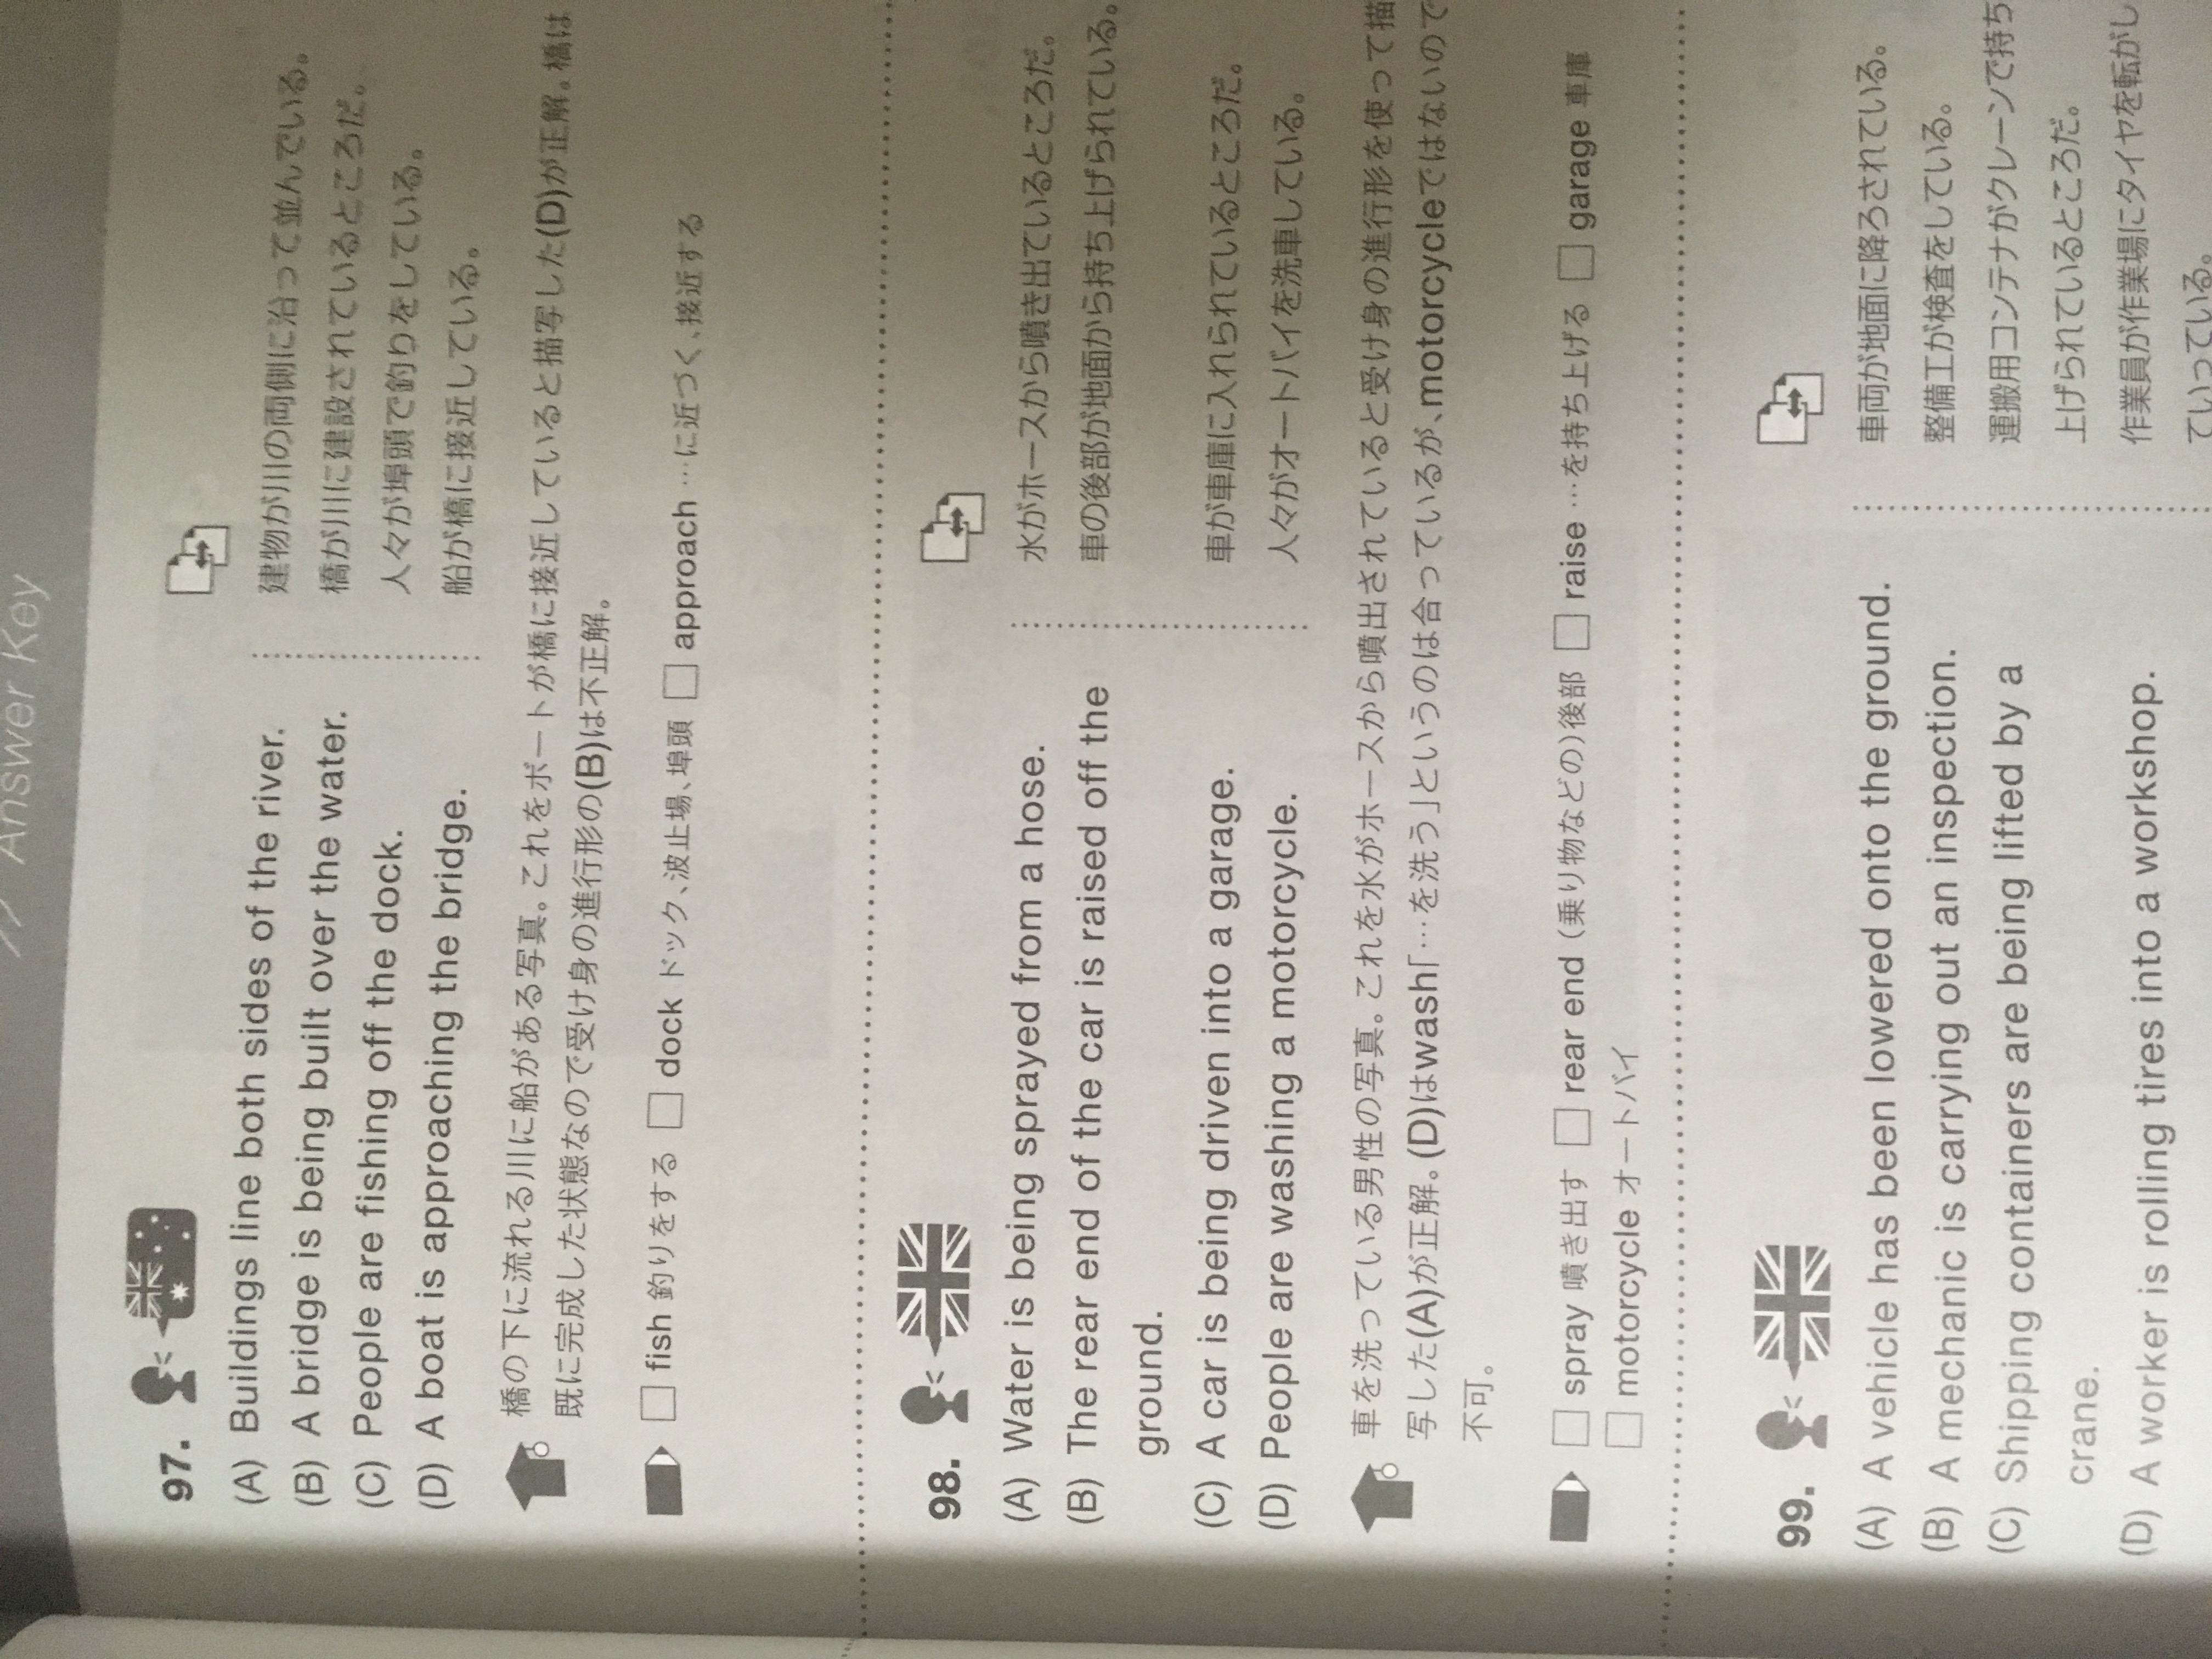 Answer Key
97.
(A) Buildings line both sides of the river.
(B) A bridge is being built over the water.
(C) People are fishing off the dock.
(D) A boat is approaching the bridge.
建物が川の両側に沿って並んでいる。
橋が川に建設されているところだ。
人々が埠頭で釣りをしている。
船が橋に接近している。
橋の下に流れる川に船がある写真。これをボートが橋に接近していると描写した(D)が正解。橋は
既に完成した状態なので受け身の進行形の(B)は不正解。
□ fish 釣りをする □ dock ドック、波止場、埠頭 □ approach …に近づく、接近する
98.
(A) Water is being sprayed from a hose.
(B) The rear end of the car is raised off the
ground.
(C) A car is being driven into a garage.
(D) People are washing a motorcycle.
水がホースから噴き出ているところだ。
車の後部が地面から持ち上げられている。
車が車庫に入れられているところだ。
人々がオートバイを洗車している。
車を洗っている男性の写真。これを水がホースから噴出されていると受け身の進行形を使って描
写した(A)が正解。(D)はwash「…を洗う」というのは合っているが、motorcycleではないので
不可。
□ spray 噴き出す □ rear end （乗り物などの）後部 □ raise …を持ち上げる □ garage 車庫
□ motorcycle オートバイ
99.
(A) A vehicle has been lowered onto the ground.
(B) A mechanic is carrying out an inspection.
(C) Shipping containers are being lifted by a
crane.
(D) A worker is rolling tires into a workshop.
車両が地面に降ろされている。
整備工が検査をしている。
運搬用コンテナがクレーンで持ち
上げられているところだ。
作業員が作業場にタイヤを転がし
ていっている。